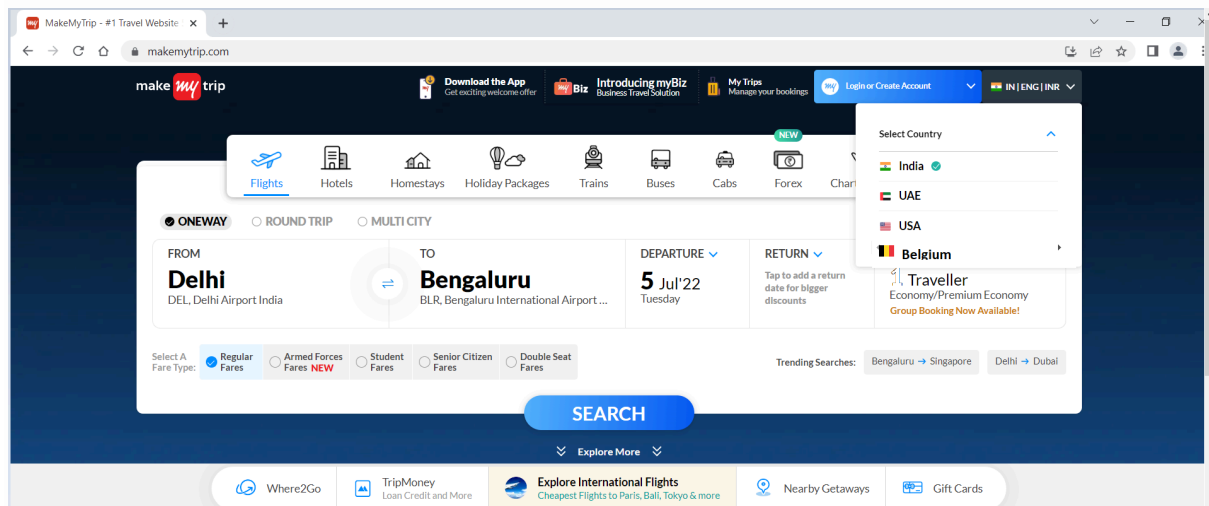 MakeMyTrip - #1 Travel Website
makemytrip.com
make my trip
Download the App
Get exciting welcome offer
my Biz
Introducing myBiz
Business Travel Solution
My Trips
Manage your bookings
my
Login or Create Account
IN | ENG | INR
Select Country
India
UAE
USA
Belgium
NEW
Flights
Hotels
Homestays
Holiday Packages
Trains
Buses
Cabs
Forex
Chart
ONEWAY
ROUND TRIP
MULTI CITY
FROM
Delhi
DEL, Delhi Airport India
TO
Bengaluru
BLR, Bengaluru International Airport ...
DEPARTURE
5 Jul'22
Tuesday
RETURN
Tap to add a return
date for bigger
discounts
Traveller
Economy/Premium Economy
Group Booking Now Available!
Select A
Fare Type:
Regular
Fares
Armed Forces
Fares NEW
Student
Fares
Senior Citizen
Fares
Double Seat
Fares
Trending Searches:
Bengaluru → Singapore
Delhi → Dubai
SEARCH
Explore More
Where2Go
TripMoney
Loan Credit and More
Explore International Flights
Cheapest Flights to Paris, Bali, Tokyo & more
Nearby Getaways
Gift Cards